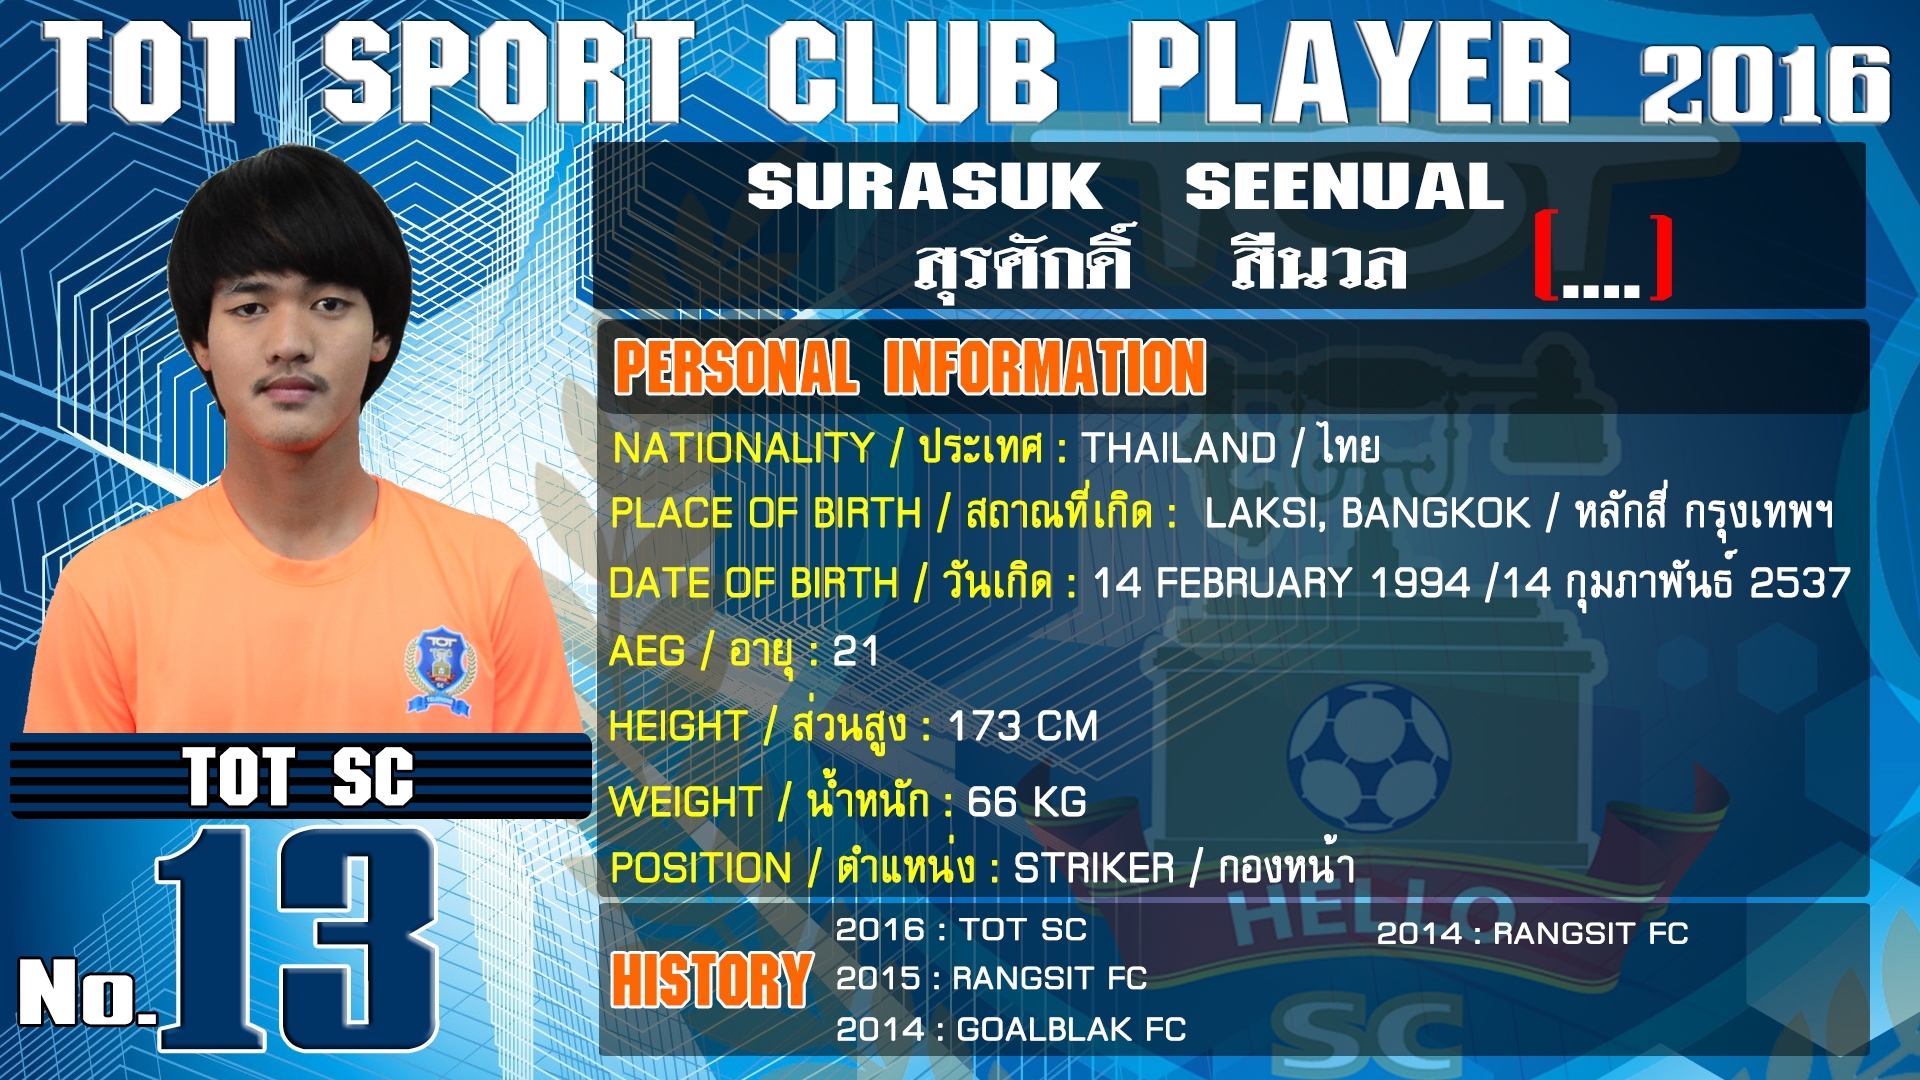 TOT SPORT CLUB PLAYER 2016
SURASUK SEENUAL
สุรศักดิ์ สีนวล (....)
PERSONAL INFORMATION
NATIONALITY / ประเทศ : THAILAND / ไทย
PLACE OF BIRTH / สถาณที่เกิด : LAKSI, BANGKOK / หลักสี่ กรุงเทพฯ
DATE OF BIRTH / วันเกิด : 14 FEBRUARY 1994 /14 กุมภาพันธ์ 2537
AEG / อายุ : 21
HEIGHT / ส่วนสูง : 173 CM
WEIGHT / น้ำหนัก : 66 KG
POSITION / ตำแหน่ง : STRIKER / กองหน้า
HISTORY
2016 : TOT SC
2015 : RANGSIT FC
2014 : GOALBLAK FC
2014 : RANGSIT FC
TOT SC
No. 13
TOT
SC
TOT
HELLO
SC